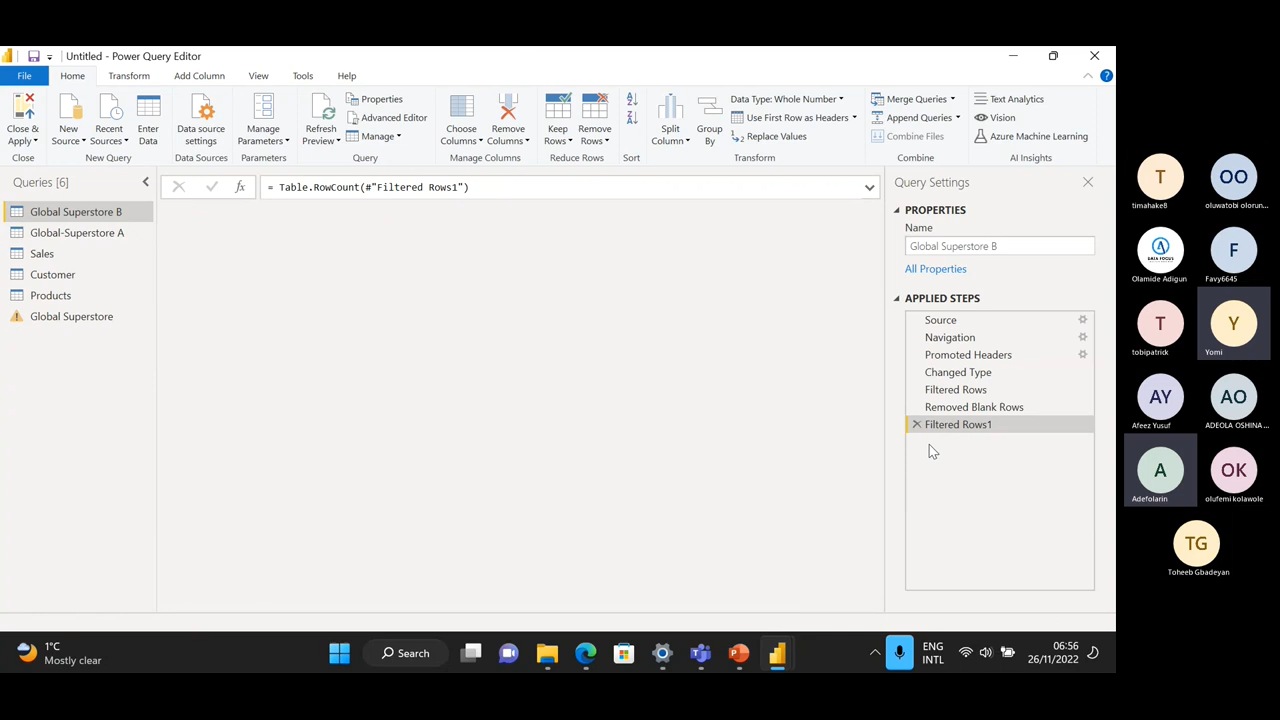 Untitled - Power Query Editor
File Home Transform Add Column View Tools Help
Close & Apply
New Source
Recent Sources
Enter Data
Data source settings
Manage Parameters
Refresh Preview
Properties
Advanced Editor
Manage
Choose Columns
Remove Columns
Keep Rows
Remove Rows
Split Column
Group By
Data Type: Whole Number
Use First Row as Headers
Replace Values
Merge Queries
Append Queries
Combine Files
Text Analytics
Vision
Azure Machine Learning
Close New Query Data Sources Parameters Query Manage Columns Reduce Rows Sort Transform Combine AI Insights
Queries [6]
Global Superstore B
Global-Superstore A
Sales
Customer
Products
Global Superstore
fx = Table.RowCount(#"Filtered Rows1")
Query Settings
PROPERTIES
Name
Global Superstore B
All Properties
APPLIED STEPS
Source
Navigation
Promoted Headers
Changed Type
Filtered Rows
Removed Blank Rows
Filtered Rows1
T
timahake8
OO
oluwatobi olorun...
GAIA FOCUS
Olamide Adigun
F
Favy6645
T
tobipatrick
Y
Yomi
AY
Afeez Yusuf
AO
ADEOLA OSHINA ...
A
Adefolarin
OK
olufemi kolawole
TG
Toheeb Gbadeyan
1°C
Mostly clear
Search
ENG
INTL
06:56
26/11/2022